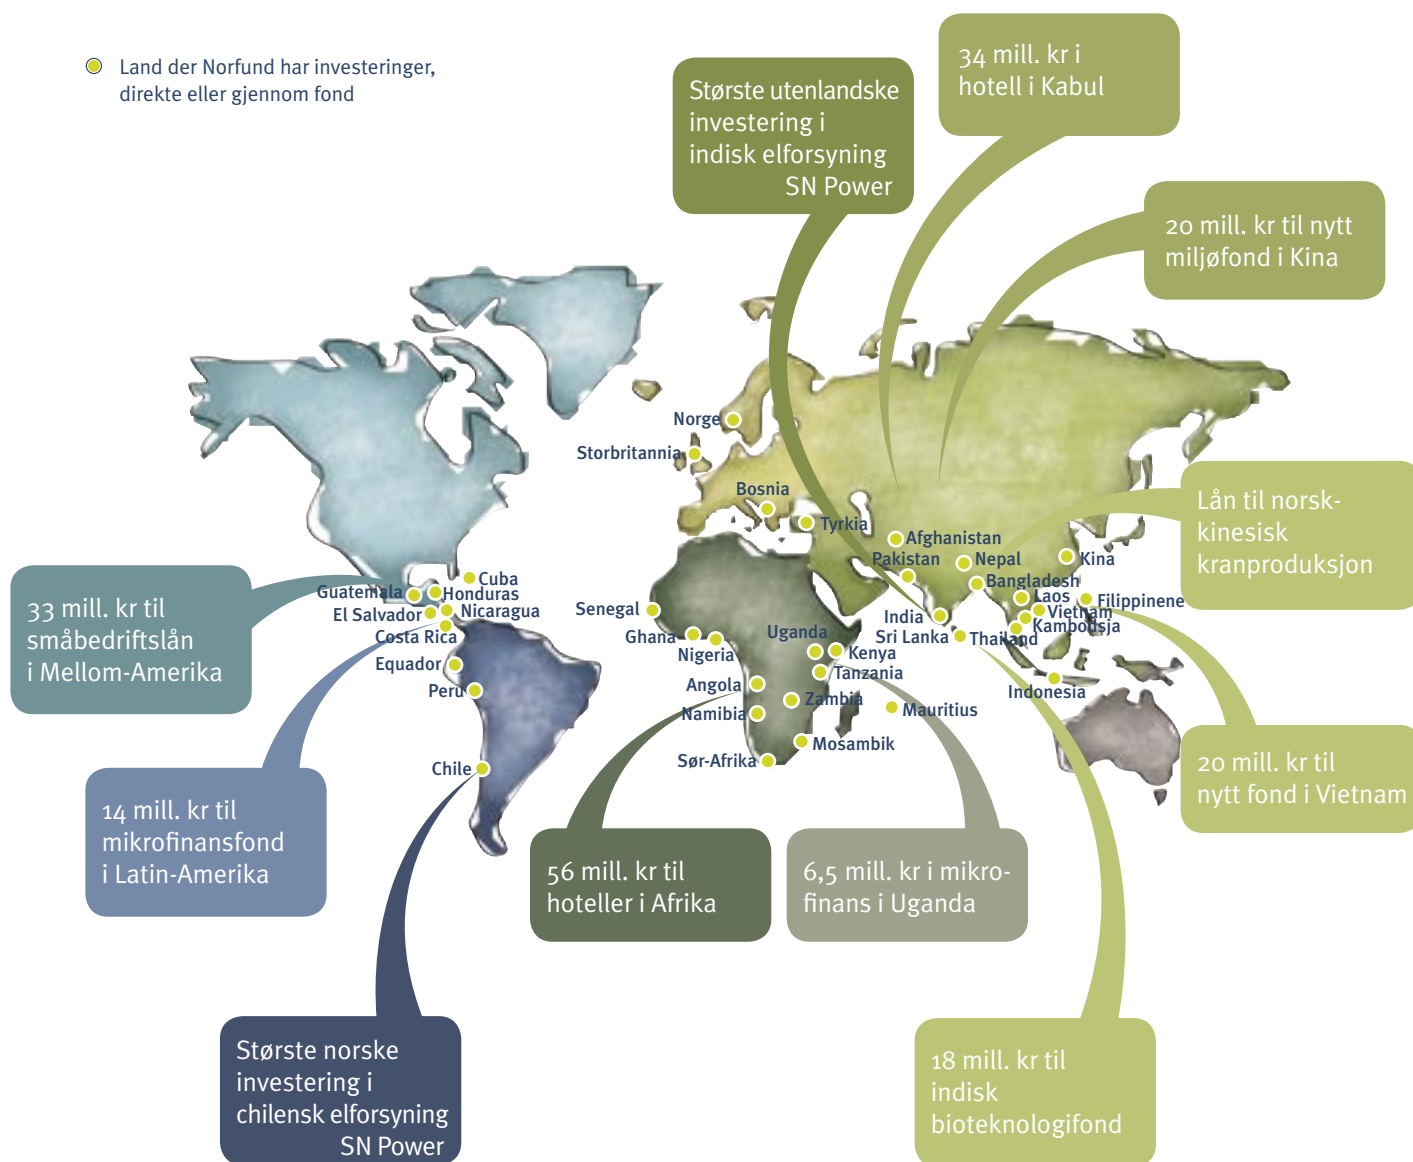 Land der Norfund har investeringer,
direkte eller gjennom fond
34 mill. kr i
hotell i Kabul
Største utenlandske
investering i
indisk elforsyning
SN Power
20 mill. kr til nytt
miljøfond i Kina
Norge
Storbritannia
Bosnia
Tyrkia
Afghanistan
Pakistan
Nepal
Kina
Bangladesh
Laos
Filippinene
Vietnam
Kambodsja
India
Sri Lanka
Thailand
Indonesia
Lån til norsk-
kinesisk
kranproduksjon
Cuba
Guatemala
Honduras
El Salvador
Nicaragua
Costa Rica
Equador
Peru
Chile
Senegal
Ghana
Nigeria
Uganda
Kenya
Tanzania
Angola
Zambia
Namibia
Mauritius
Mosambik
Sør-Afrika
33 mill. kr til
småbedriftslån
i Mellom-Amerika
14 mill. kr til
mikrofinansfond
i Latin-Amerika
56 mill. kr til
hoteller i Afrika
6,5 mill. kr i mikro-
finans i Uganda
20 mill. kr til
nytt fond i Vietnam
Største norske
investering i
chilensk elforsyning
SN Power
18 mill. kr til
indisk
bioteknologifond